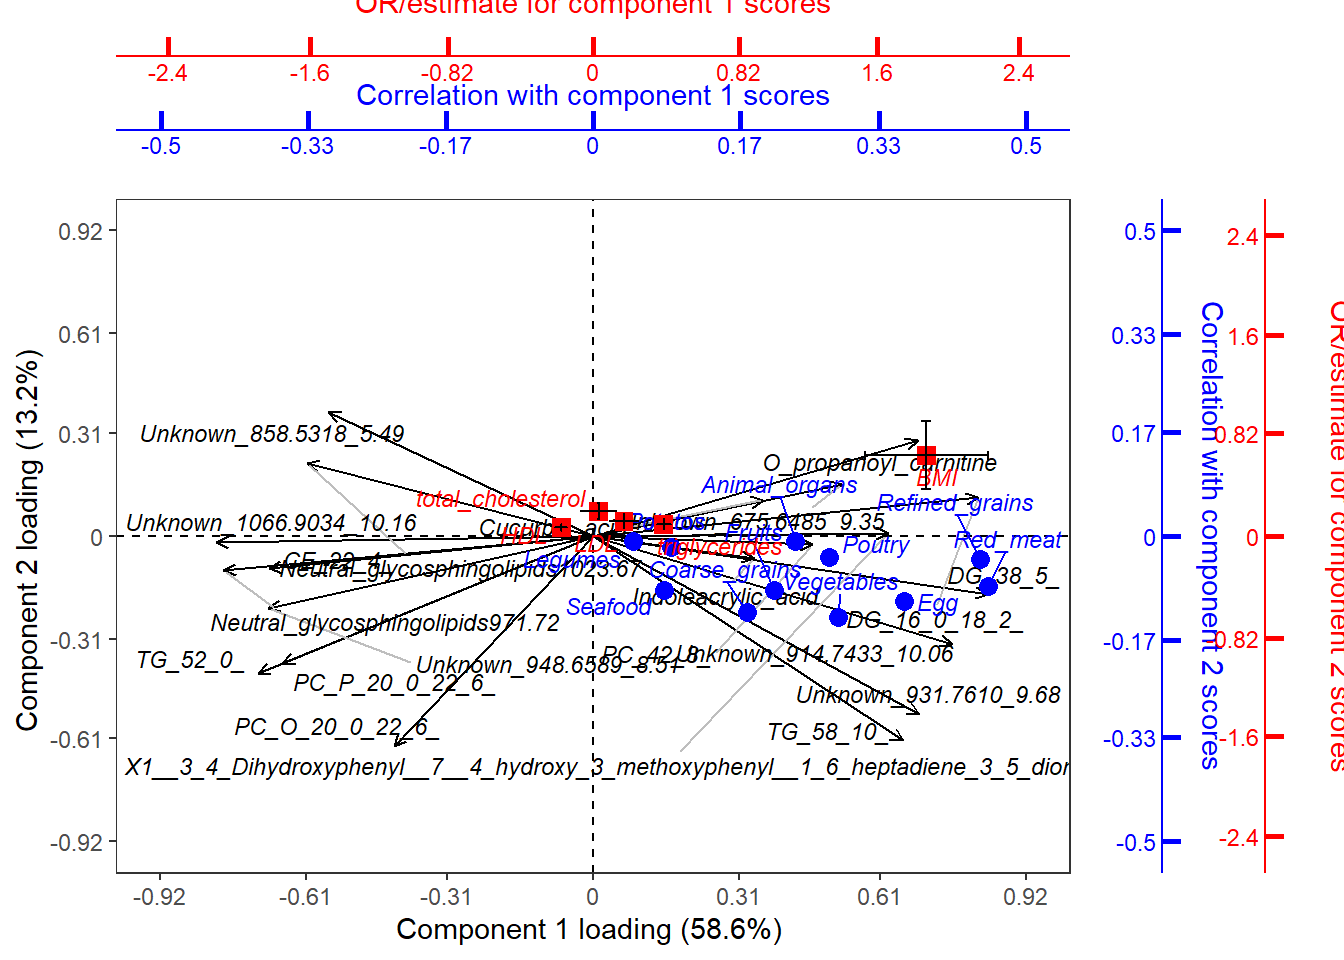 OR/estimate for component 1 scores
-2.4 -1.6 -0.82 0 0.82 1.6 2.4
Correlation with component 1 scores
-0.5 -0.33 -0.17 0 0.17 0.33 0.5
0.92
0.61
0.31
0
-0.31
-0.61
-0.92
Component 2 loading (13.2%)
Unknown_858.5318_5.49
O_propanoyl_carnitine
BMI
total_cholesterol
Animal_organs
Refined_grains
Unknown_1066.9034_10.16
HDL
LDL
triglycerides
Fruits
Poultry
Red_meat
CE_22_4_
Neutral_glycosphingolipids1023.67
Legumes
Coarse_grains
Vegetables
DG_38_5_
Seafood
Indoleacrylic_acid
Egg
DG_16_0_18_2_
Neutral_glycosphingolipids971.72
TG_52_0_
Unknown_948.6589_8.51
Unknown_914.7433_10.06
PC_P_20_0_22_6_
Unknown_931.7610_9.68
PC_O_20_0_22_6_
TG_58_10_
X1__3_4_Dihydroxyphenyl__7__4_hydroxy_3_methoxyphenyl__1_6_heptadiene_3_5_dion
-0.92 -0.61 -0.31 0 0.31 0.61 0.92
Component 1 loading (58.6%)
0.5
0.33
0.17
0
-0.17
-0.33
-0.5
Correlation with component 2 scores
2.4
1.6
0.82
0
-0.82
-1.6
-2.4
OR/estimate for component 2 scores